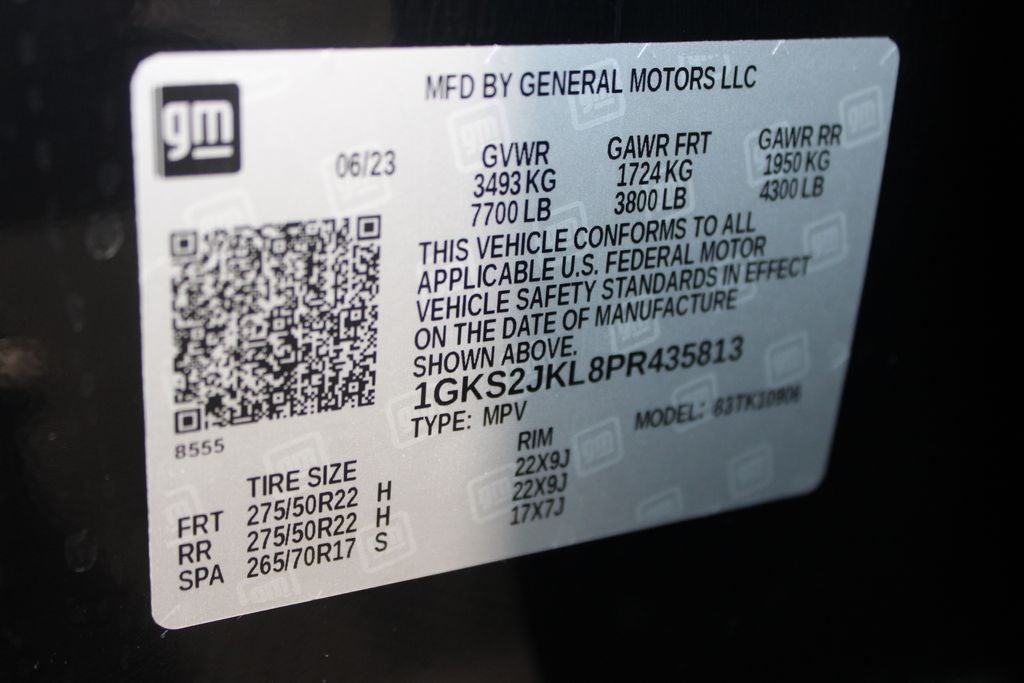 gm
MFD BY GENERAL MOTORS LLC
06/23
GVWR GAWR FRT GAWR RR
3493 KG 1724 KG 1950 KG
7700 LB 3800 LB 4300 LB
THIS VEHICLE CONFORMS TO ALL
APPLICABLE U.S. FEDERAL MOTOR
VEHICLE SAFETY STANDARDS IN EFFECT
ON THE DATE OF MANUFACTURE
SHOWN ABOVE.
1GKS2JKL8PR435813
TYPE: MPV MODEL:
8555
TIRE SIZE RIM
FRT 275/50R22 H 22X9J
RR 275/50R22 H 22X9J
SPA 265/70R17 S 17X7J